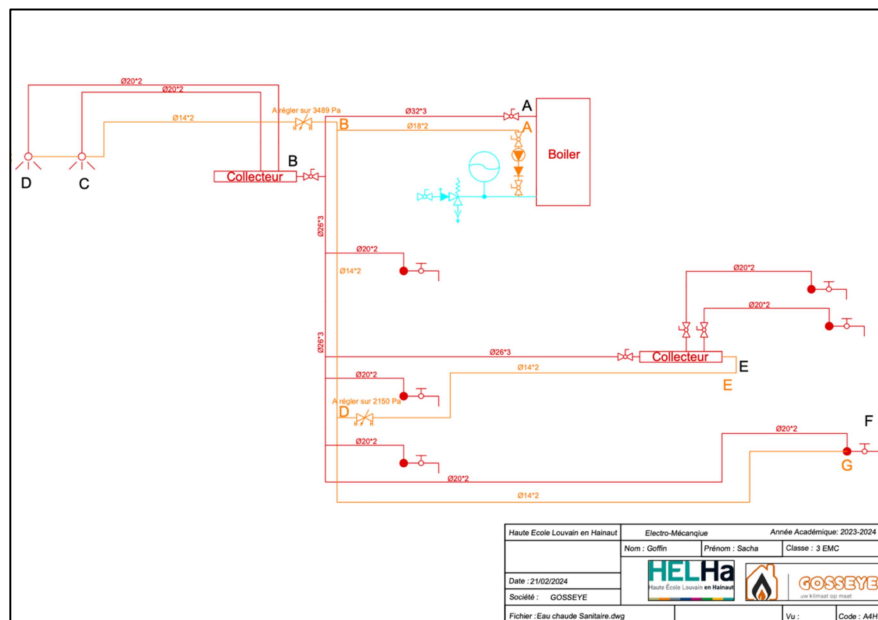 Ø20*2
Ø20*2
A régler sur 3489 Pa
Ø14*2
B
Ø32*3
A
Ø18*2
A
Boiler
D
C
B
Collecteur
Ø26*3
Ø20*2
Ø14*2
Ø20*2
Ø20*2
Ø26*3
Ø26*3
Collecteur
E
Ø14*2
E
Ø20*2
A régler sur 2150 Pa
D
Ø20*2
Ø20*2
F
G
Ø20*2
Ø14*2
Haute Ecole Louvain en Hainaut
Electro-Mécanqiue
Année Académique: 2023-2024
Nom : Goffin
Prénom : Sacha
Classe : 3 EMC
HELHa
Haute École Louvain en Hainaut
GOSSEYE
uw klimaat op maat
Date : 21/02/2024
Société : GOSSEYE
Fichier :Eau chaude Sanitaire.dwg
Vu :
Code : A4H